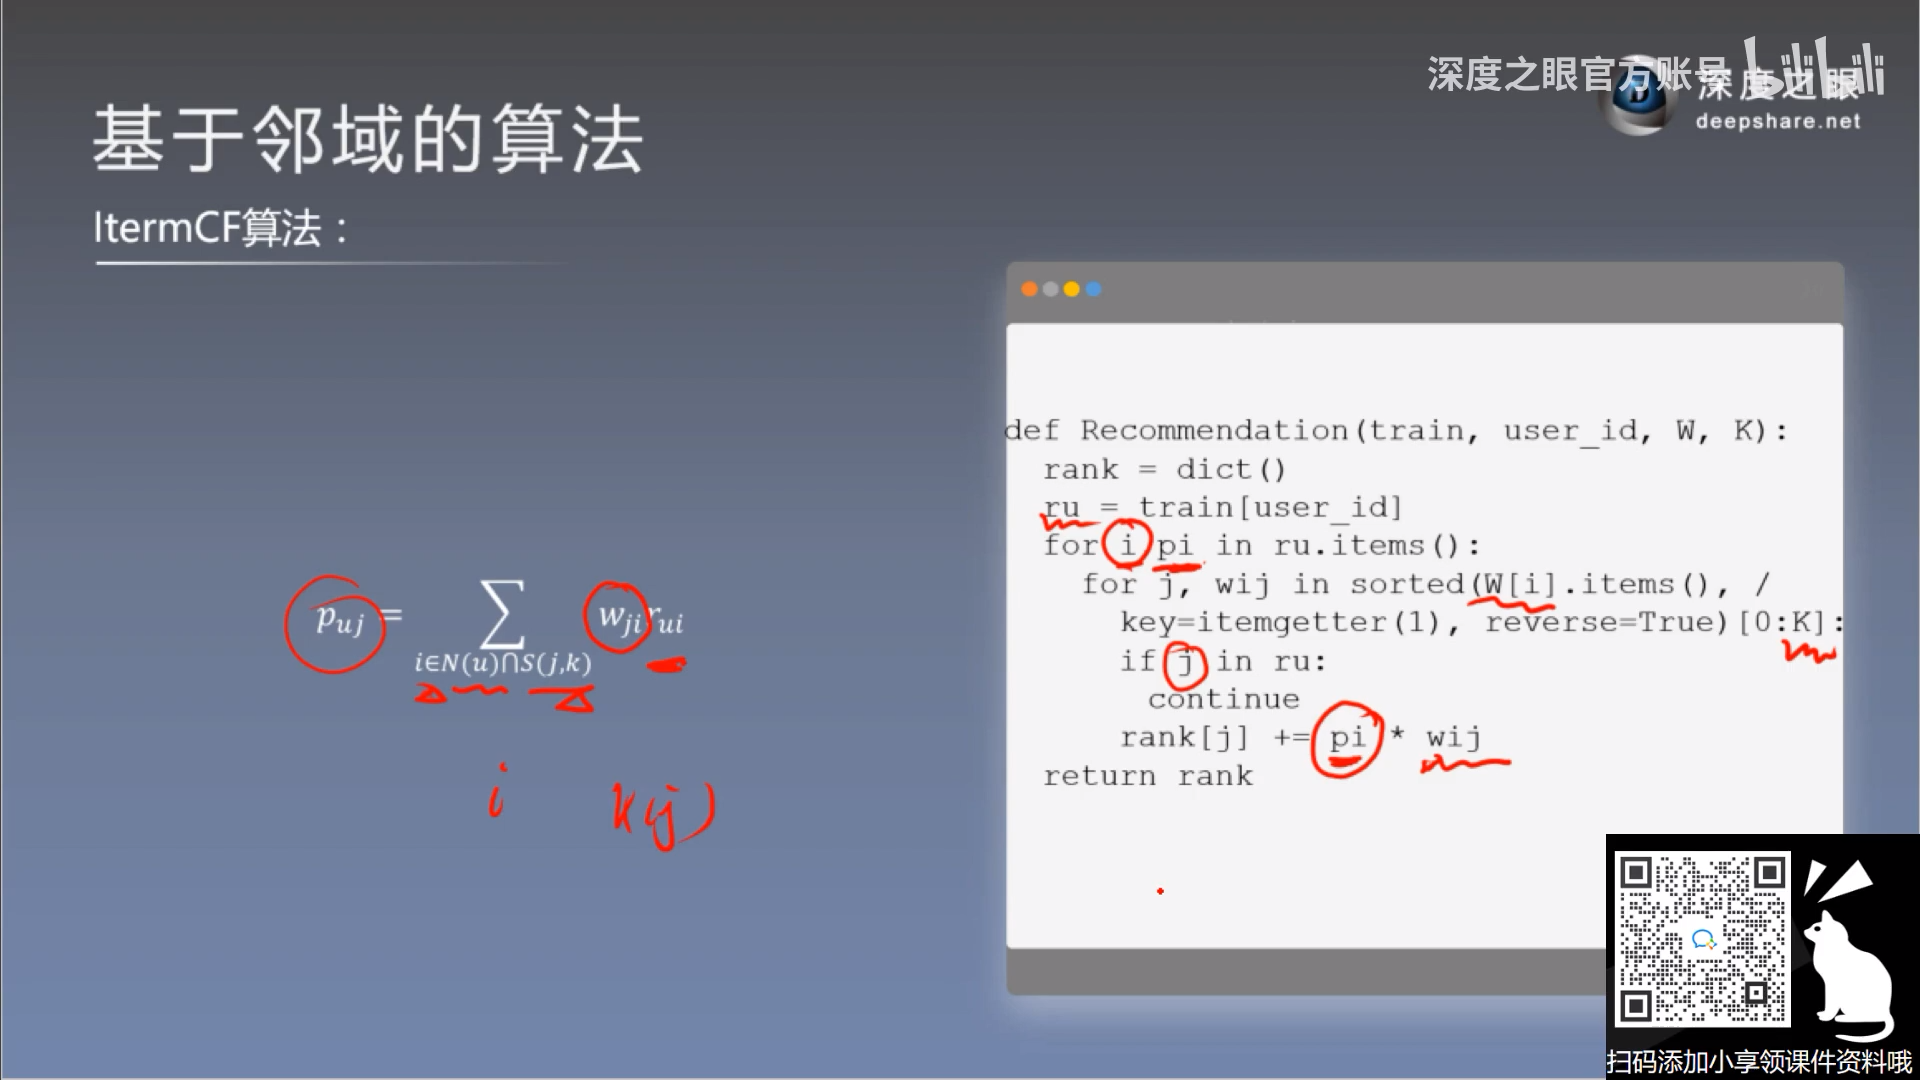 深度之眼官方账号 bilibili
深度之眼
deepshare.net
基于邻域的算法
ItermCF算法：
def Recommendation(train, user_id, W, K):
rank = dict()
ru = train[user_id]
for i pi in ru.items():
for j, wij in sorted(W[i].items(), /
key=itemgetter(1), reverse=True)[0:K]:
if j in ru:
continue
rank[j] += pi * wij
return rank
p_{uj} = ∑_{i∈N(u)∩S(j,k)} w_{ji}r_{ui}
i k(j)
扫码添加小享领课件资料哦